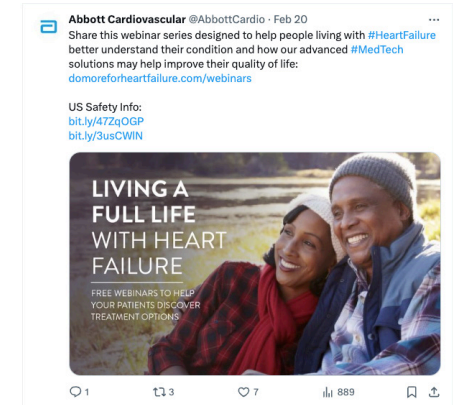 Abbott Cardiovascular @AbbottCardio · Feb 20
Share this webinar series designed to help people living with #HeartFailure
better understand their condition and how our advanced #MedTech
solutions may help improve their quality of life:
domoreforheartfailure.com/webinars
US Safety Info:
bit.ly/47ZqOGP
bit.ly/3usCWlN
LIVING A
FULL LIFE
WITH HEART
FAILURE
FREE WEBINARS TO HELP
YOUR PATIENTS DISCOVER
TREATMENT OPTIONS
1 3 7 889